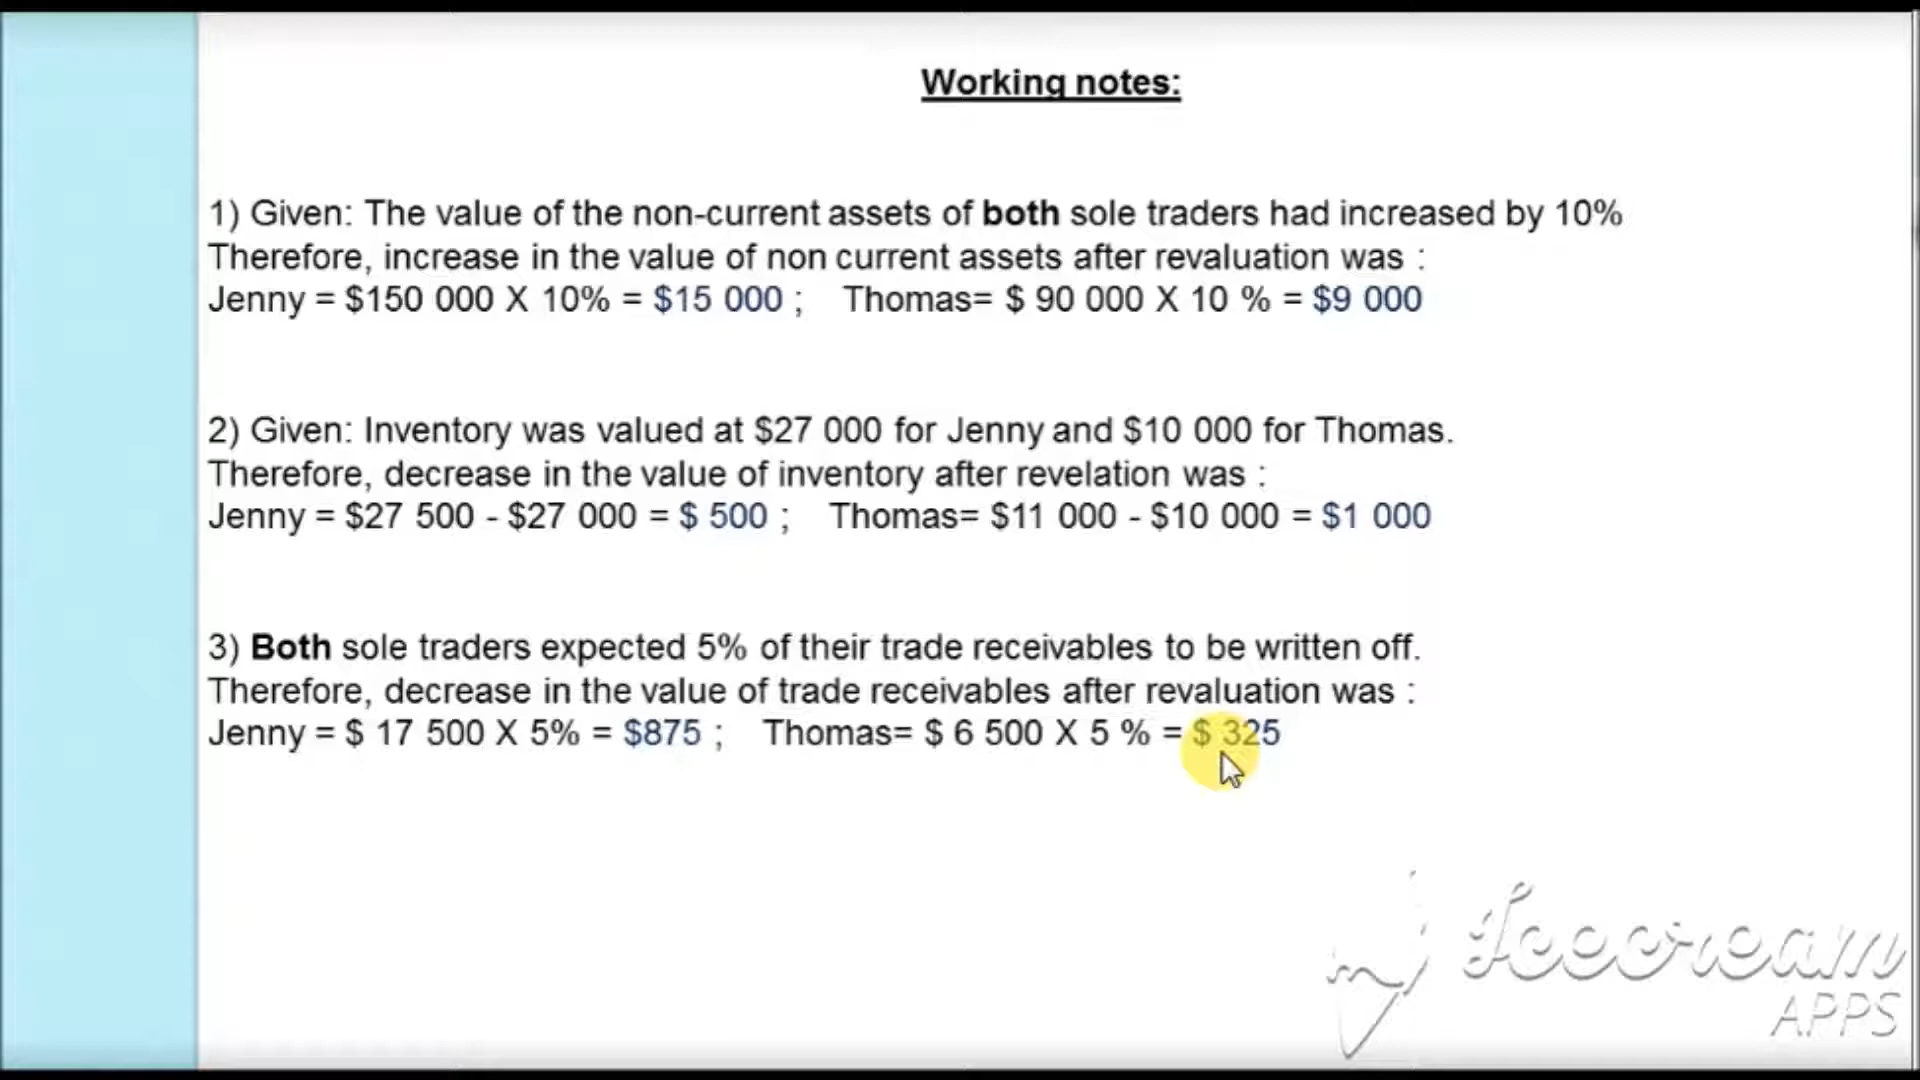 Working notes:
1) Given: The value of the non-current assets of both sole traders had increased by 10%
Therefore, increase in the value of non current assets after revaluation was :
Jenny = $150 000 X 10% = $15 000 ; Thomas= $ 90 000 X 10 % = $9 000
2) Given: Inventory was valued at $27 000 for Jenny and $10 000 for Thomas.
Therefore, decrease in the value of inventory after revelation was :
Jenny = $27 500 - $27 000 = $ 500 ; Thomas= $11 000 - $10 000 = $1 000
3) Both sole traders expected 5% of their trade receivables to be written off.
Therefore, decrease in the value of trade receivables after revaluation was :
Jenny = $ 17 500 X 5% = $875 ; Thomas= $ 6 500 X 5 % = $ 325
Icecream
APPS